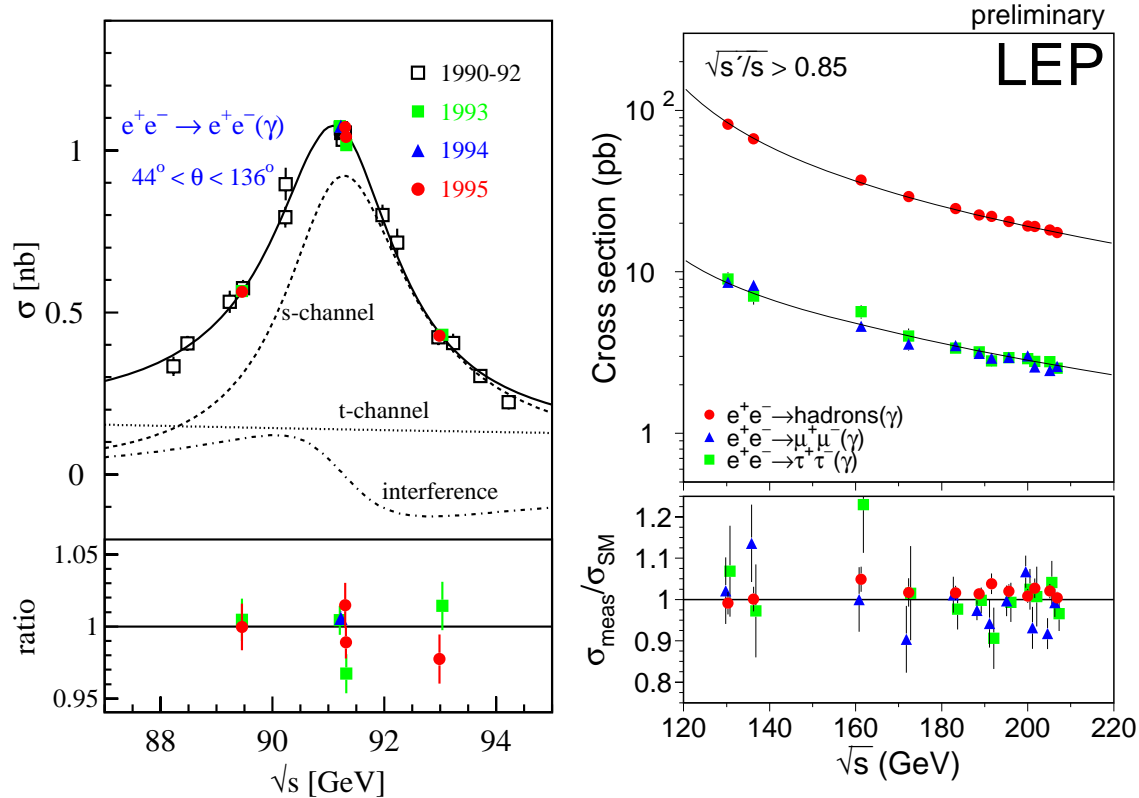 e⁺e⁻ → e⁺e⁻(γ)
44° < θ < 136°
1990-92
1993
1994
1995
s-channel
t-channel
interference
σ [nb]
1
0.5
0
1.05
1
0.95
ratio
88
90
92
94
√s [GeV]
preliminary
LEP
√s´/s > 0.85
Cross section (pb)
10²
10
1
e⁺e⁻→hadrons(γ)
e⁺e⁻→μ⁺μ⁻(γ)
e⁺e⁻→τ⁺τ⁻(γ)
σmeas/σSM
1.2
1.1
1
0.9
0.8
120
140
160
180
200
220
√s (GeV)